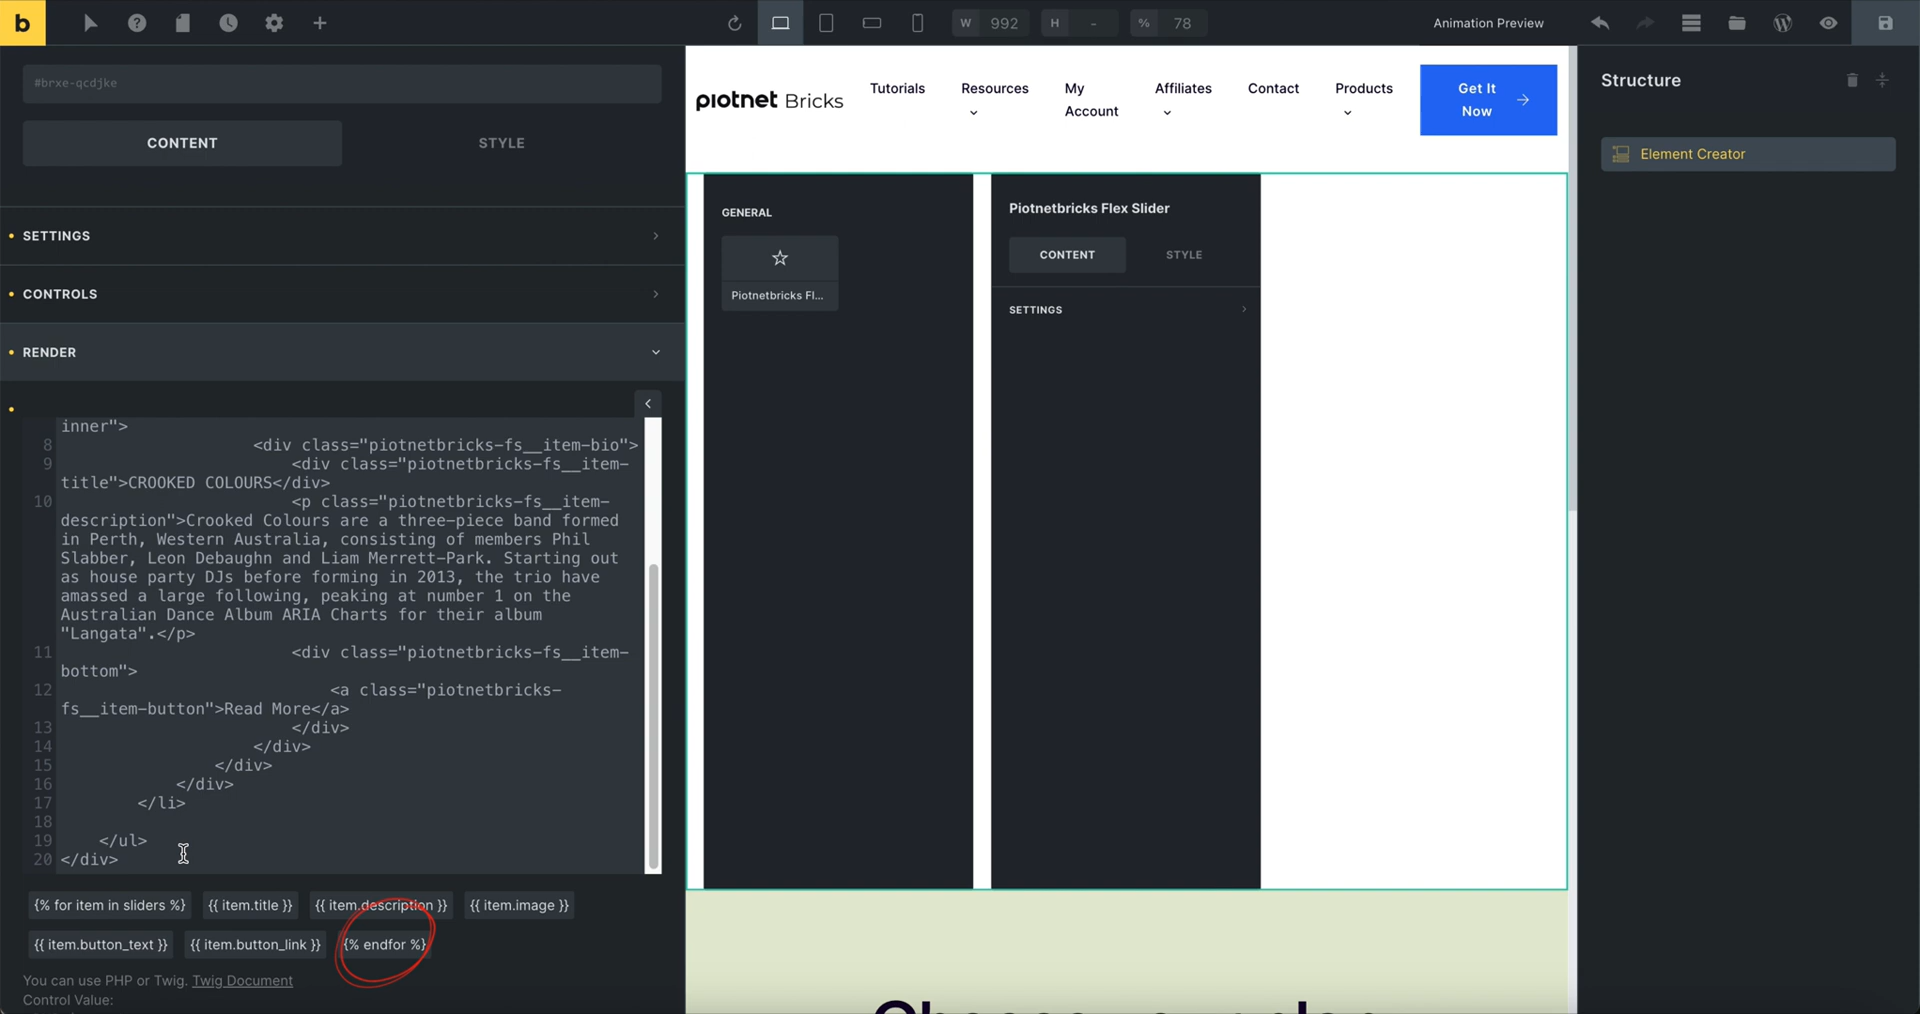 b
W 992 H - % 78
Animation Preview
#brxe-qcdjke
CONTENT STYLE
SETTINGS
CONTROLS
RENDER
inner">
8 <div class="piotnetbricks-fs__item-bio">
9 <div class="piotnetbricks-fs__item-
title">CROOKED COLOURS</div>
10 <p class="piotnetbricks-fs__item-
description">Crooked Colours are a three-piece band formed
in Perth, Western Australia, consisting of members Phil
Slabber, Leon Debaughn and Liam Merrett-Park. Starting out
as house party DJs before forming in 2013, the trio have
amassed a large following, peaking at number 1 on the
Australian Dance Album ARIA Charts for their album
"Langata".</p>
11 <div class="piotnetbricks-fs__item-
bottom">
12 <a class="piotnetbricks-
fs__item-button">Read More</a>
13 </div>
14 </div>
15 </div>
16 </div>
17 </li>
18
19 </ul>
20 </div>
{% for item in sliders %} {{ item.title }} {{ item.description }} {{ item.image }}
{{ item.button_text }} {{ item.button_link }} {% endfor %}
You can use PHP or Twig. Twig Document
Control Value:
piotnet Bricks
Tutorials
Resources
My
Account
Affiliates
Contact
Products
Get It
Now
GENERAL
Piotnetbricks Fl...
Piotnetbricks Flex Slider
CONTENT STYLE
SETTINGS
Structure
Element Creator